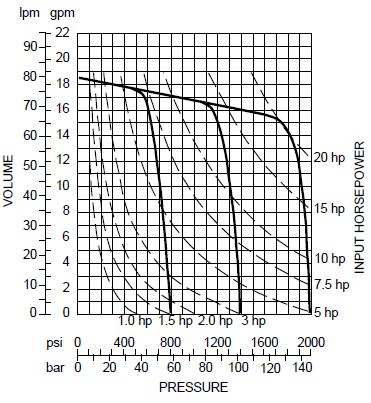 lpm gpm
22
90
20
80
18
70
16
60
14
20 hp
50
12
40
10
15 hp
30
8
6
20
10 hp
4
7.5 hp
10
2
0
0
5 hp
1.0 hp 1.5 hp 2.0 hp 3 hp
VOLUME
INPUT HORSEPOWER
psi 0 400 800 1200 1600 2000
bar 0 20 40 60 80 100 120 140
PRESSURE